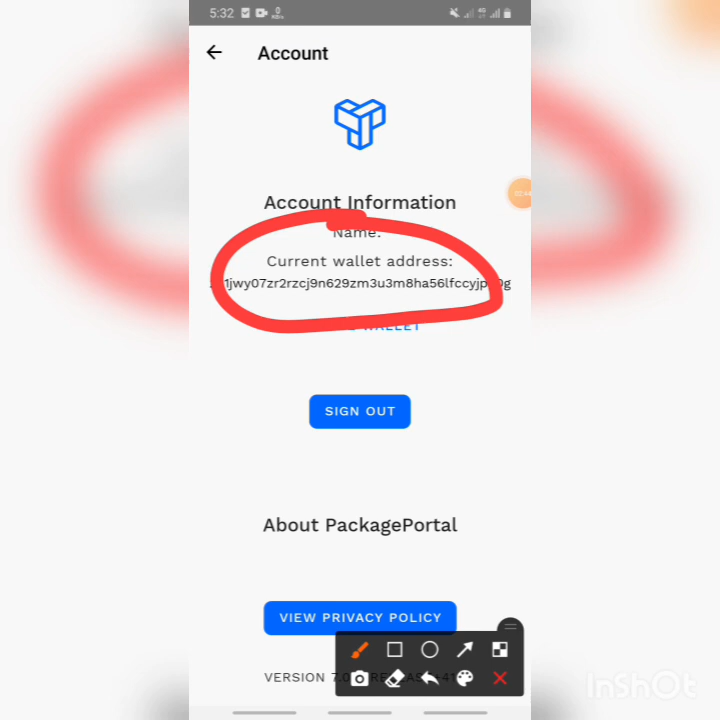 5:32
Account
Account Information
Name:
Current wallet address:
1jwy07zr2rzcj9n629zm3u3m8ha56lfccyjp
WALLET
SIGN OUT
About PackagePortal
VIEW PRIVACY POLICY
VERSION 7.0
InShOt